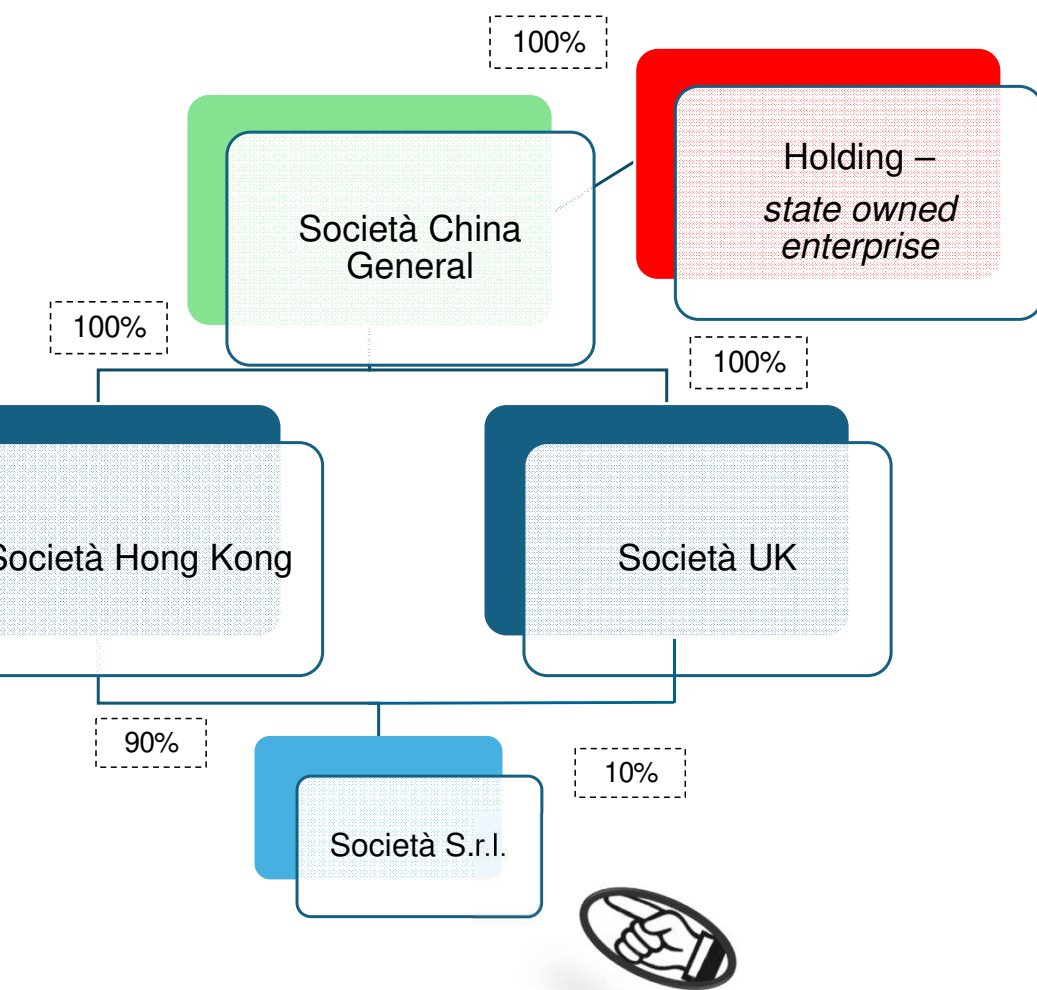 100%
Holding –
state owned
enterprise
Società China
General
100%
100%
Società Hong Kong
Società UK
90%
10%
Società S.r.l.